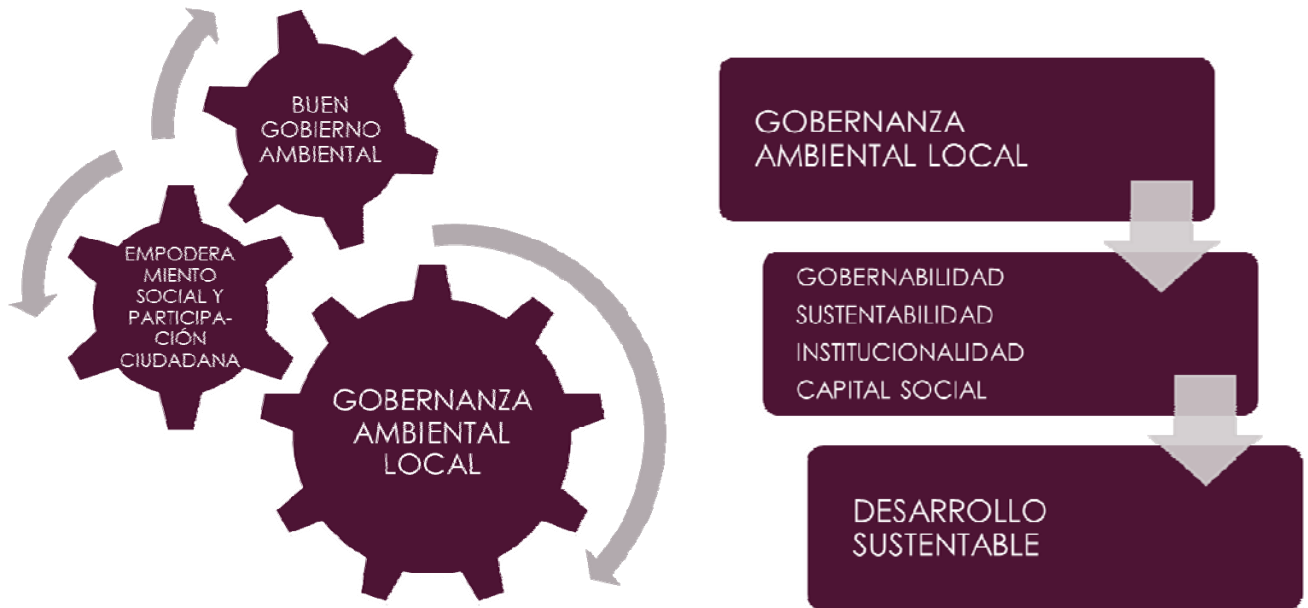 BUEN
GOBIERNO
AMBIENTAL
EMPODERA
MIENTO
SOCIAL Y
PARTICIPA-
CIÓN
CIUDADANA
GOBERNANZA
AMBIENTAL
LOCAL
GOBERNANZA
AMBIENTAL LOCAL
GOBERNABILIDAD
SUSTENTABILIDAD
INSTITUCIONALIDAD
CAPITAL SOCIAL
DESARROLLO
SUSTENTABLE